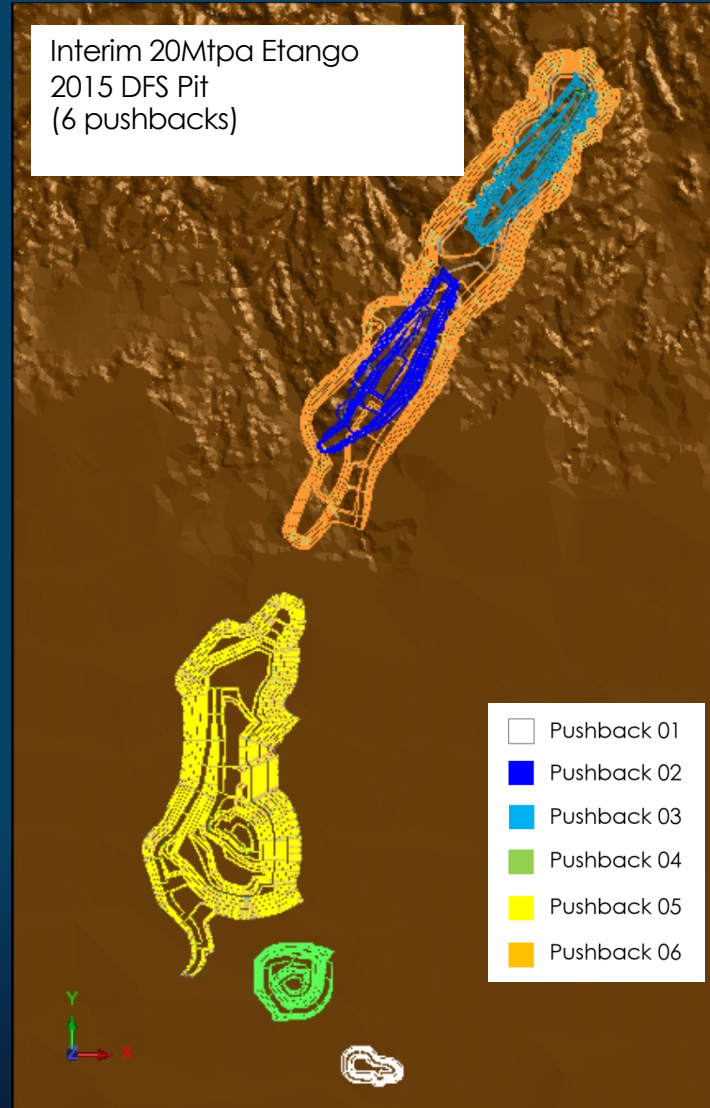 Interim 20Mtpa Etango
2015 DFS Pit
(6 pushbacks)
Pushback 01
Pushback 02
Pushback 03
Pushback 04
Pushback 05
Pushback 06
Y
Z X